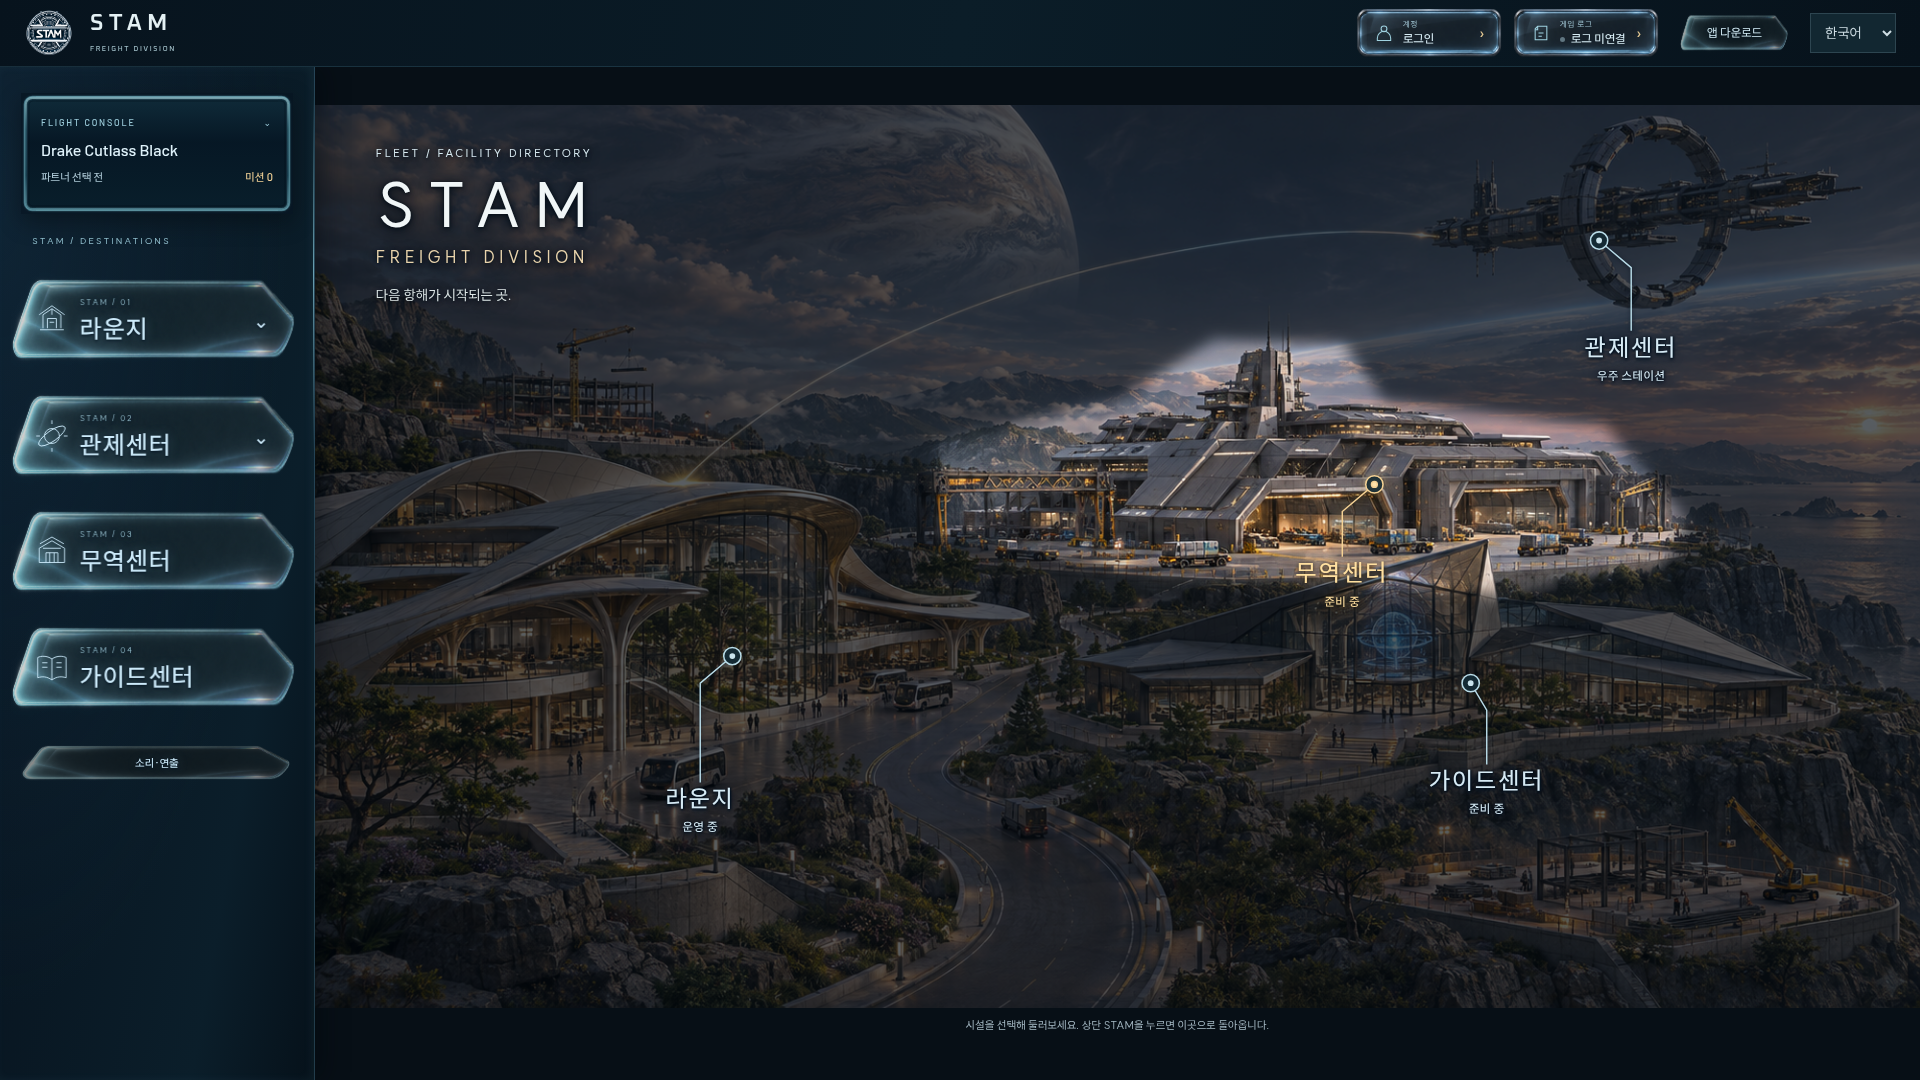 STAM
FREIGHT DIVISION
계정
로그인
게임 로그
로그 미연결
앱 다운로드
한국어
FLIGHT CONSOLE
Drake Cutlass Black
파트너 선택 전
미션 0
STAM / DESTINATIONS
STAM / 01
라운지
STAM / 02
관제센터
STAM / 03
무역센터
STAM / 04
가이드센터
소리·연출
FLEET / FACILITY DIRECTORY
STAM
FREIGHT DIVISION
다음 항해가 시작되는 곳.
관제센터
우주 스테이션
무역센터
준비 중
라운지
운영 중
가이드센터
준비 중
시설을 선택해 둘러보세요. 상단 STAM을 누르면 이곳으로 돌아옵니다.